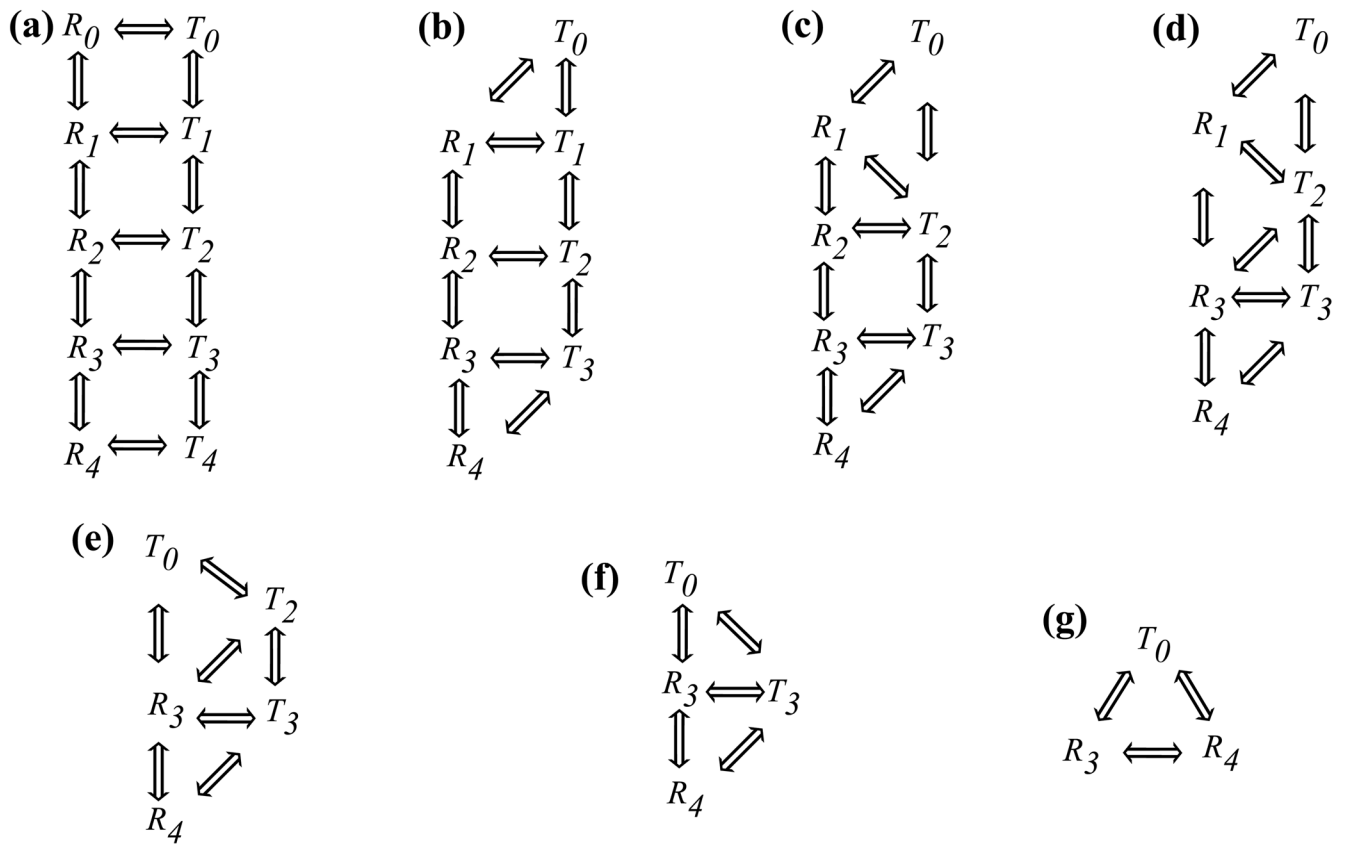 (a) R0 ⇔ T0
R1 ⇔ T1
R2 ⇔ T2
R3 ⇔ T3
R4 ⇔ T4
(b) T0
R1 ⇔ T1
R2 ⇔ T2
R3 ⇔ T3
R4
(c) T0
R1
R2 ⇔ T2
R3 ⇔ T3
R4
(d) T0
R1
T2
R3 ⇔ T3
R4
(e) T0
T2
R3 ⇔ T3
R4
(f) T0
R3 ⇔ T3
R4
(g) T0
R3 ⇔ R4